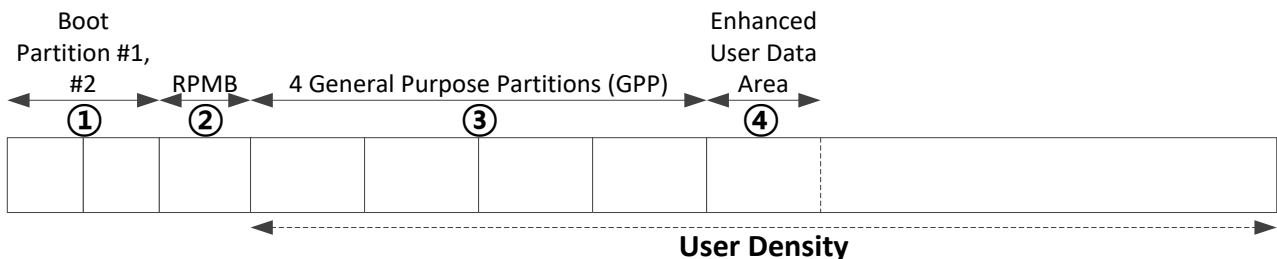 Boot
Partition #1,
#2
RPMB
4 General Purpose Partitions (GPP)
Enhanced
User Data
Area
①
②
③
④
User Density